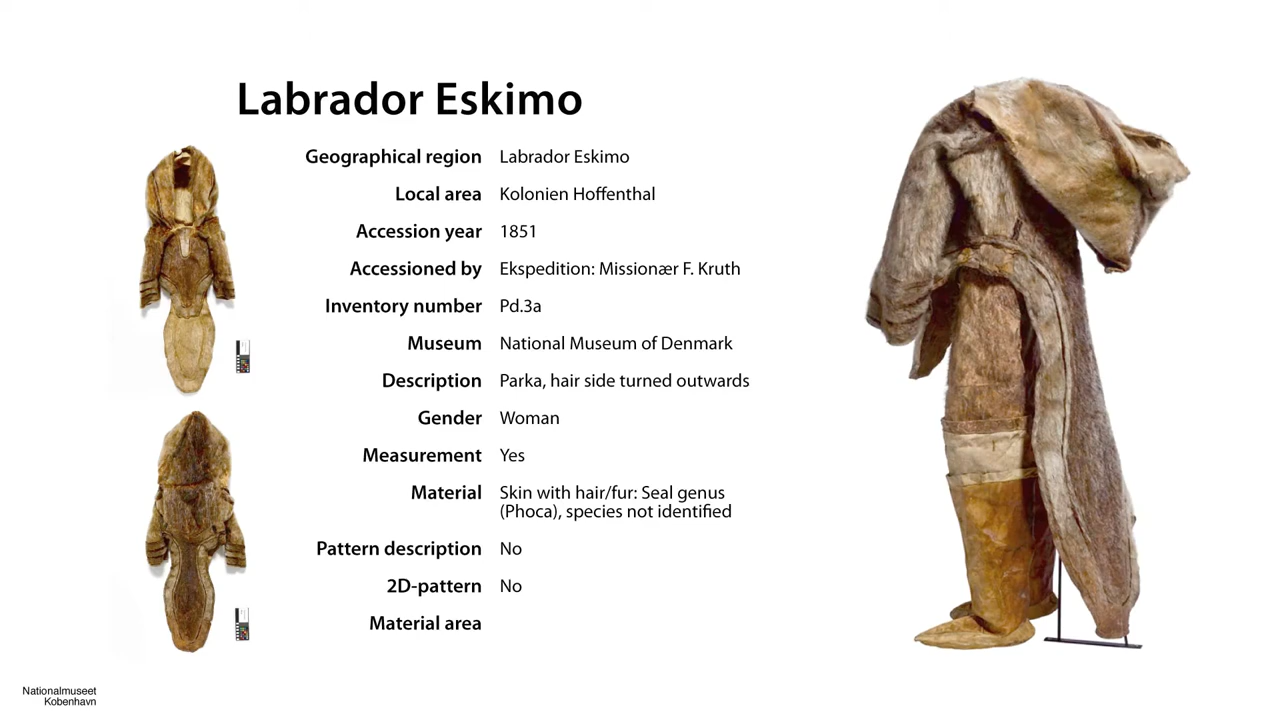 Labrador Eskimo
Geographical region Labrador Eskimo
Local area Kolonien Hoffenthal
Accession year 1851
Accessioned by Ekspedition: Missionær F. Kruth
Inventory number Pd.3a
Museum National Museum of Denmark
Description Parka, hair side turned outwards
Gender Woman
Measurement Yes
Material Skin with hair/fur: Seal genus
(Phoca), species not identified
Pattern description No
2D-pattern No
Material area
Nationalmuseet
Kobenhavn